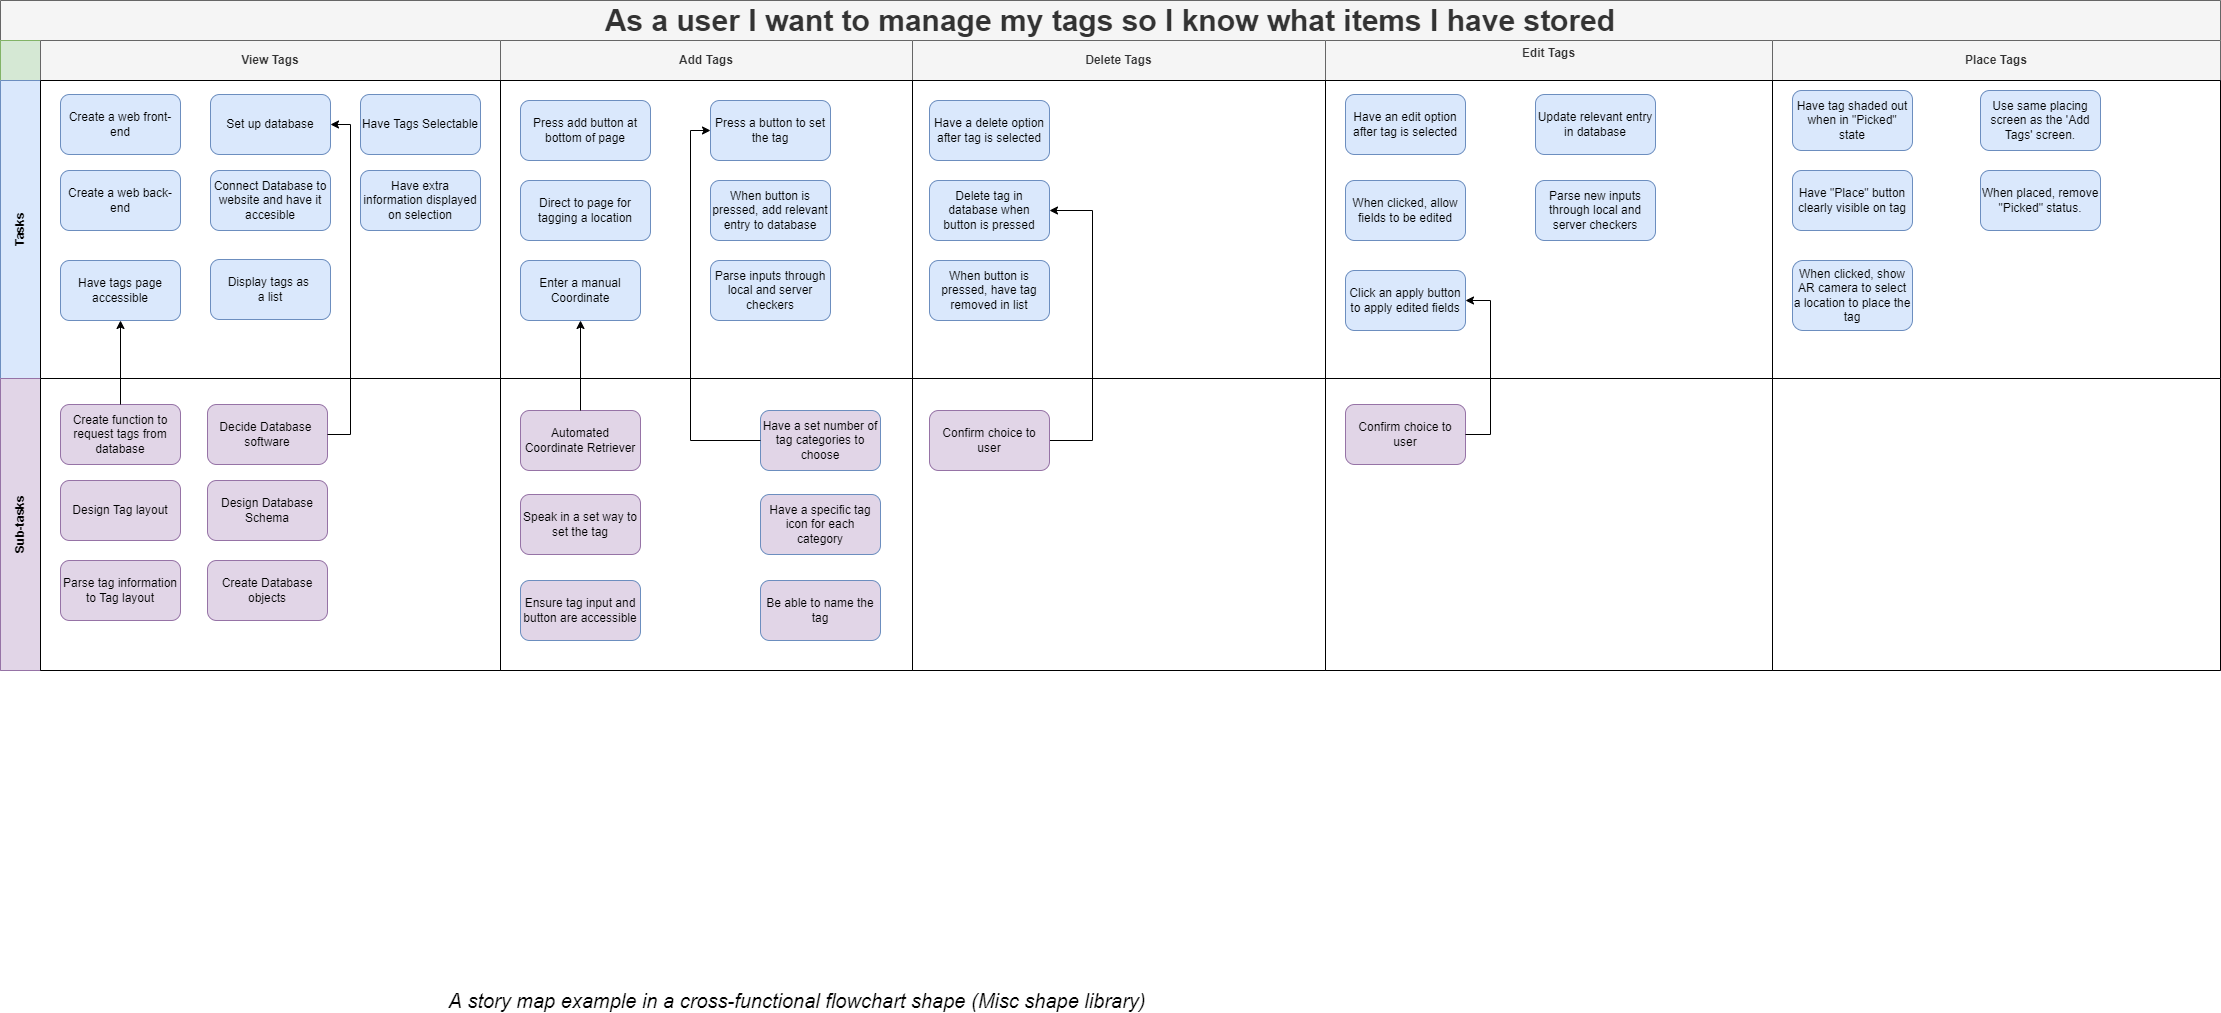 As a user I want to manage my tags so I know what items I have stored
View Tags
Add Tags
Delete Tags
Edit Tags
Place Tags
Tasks
Create a web front-
end
Set up database
Have Tags Selectable
Create a web back-
end
Connect Database to
website and have it
accesible
Have extra
information displayed
on selection
Have tags page
accessible
Display tags as
a list
Press add button at
bottom of page
Press a button to set
the tag
Direct to page for
tagging a location
When button is
pressed, add relevant
entry to database
Enter a manual
Coordinate
Parse inputs through
local and server
checkers
Have a delete option
after tag is selected
Delete tag in
database when
button is pressed
When button is
pressed, have tag
removed in list
Have an edit option
after tag is selected
Update relevant entry
in database
When clicked, allow
fields to be edited
Parse new inputs
through local and
server checkers
Click an apply button
to apply edited fields
Have tag shaded out
when in "Picked"
state
Use same placing
screen as the 'Add
Tags' screen.
Have "Place" button
clearly visible on tag
When placed, remove
"Picked" status.
When clicked, show
AR camera to select
a location to place the
tag
Sub-tasks
Create function to
request tags from
database
Decide Database
software
Design Tag layout
Design Database
Schema
Parse tag information
to Tag layout
Create Database
objects
Automated
Coordinate Retriever
Have a set number of
tag categories to
choose
Speak in a set way to
set the tag
Have a specific tag
icon for each
category
Ensure tag input and
button are accessible
Be able to name the
tag
Confirm choice to
user
Confirm choice to
user
A story map example in a cross-functional flowchart shape (Misc shape library)